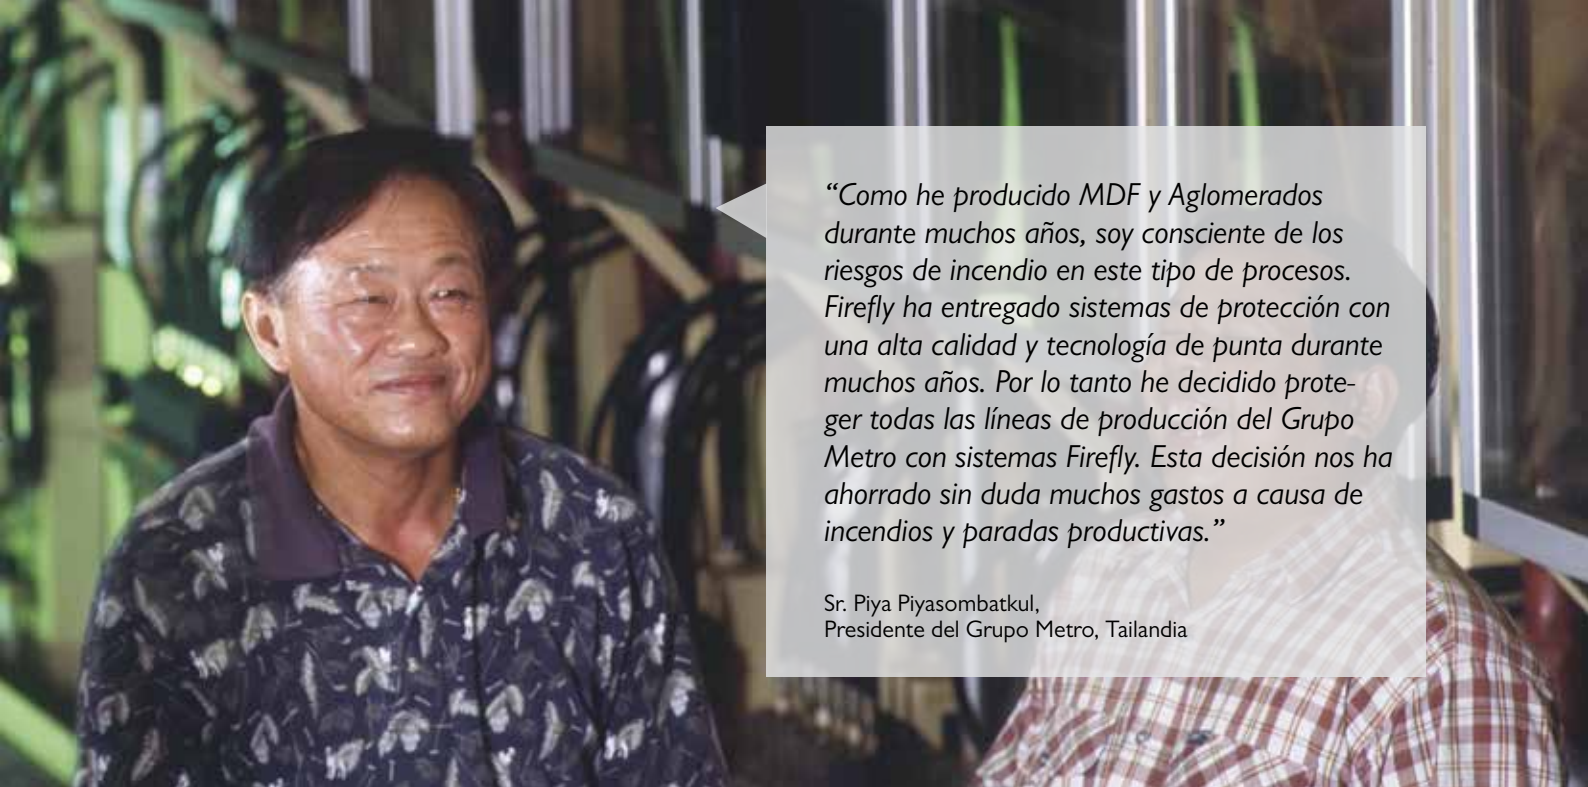 “Como he producido MDF y Aglomerados
durante muchos años, soy consciente de los
riesgos de incendio en este tipo de procesos.
Firefly ha entregado sistemas de protección con
una alta calidad y tecnología de punta durante
muchos años. Por lo tanto he decidido prote-
ger todas las líneas de producción del Grupo
Metro con sistemas Firefly. Esta decisión nos ha
ahorrado sin duda muchos gastos a causa de
incendios y paradas productivas.”
Sr. Piya Piyasombatkul,
Presidente del Grupo Metro, Tailandia